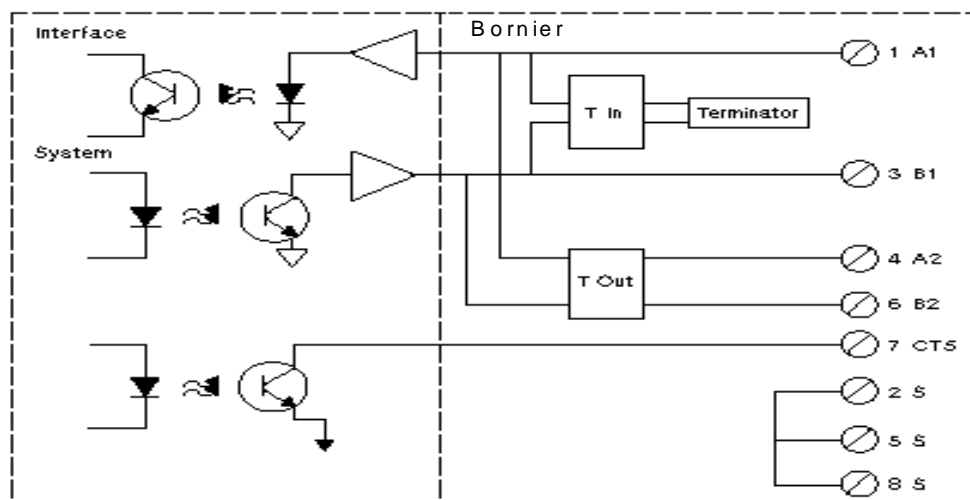 Interface
Bornier
1 A1
T In
Terminator
System
3 B1
4 A2
T Out
6 B2
7 CTS
2 S
5 S
8 S